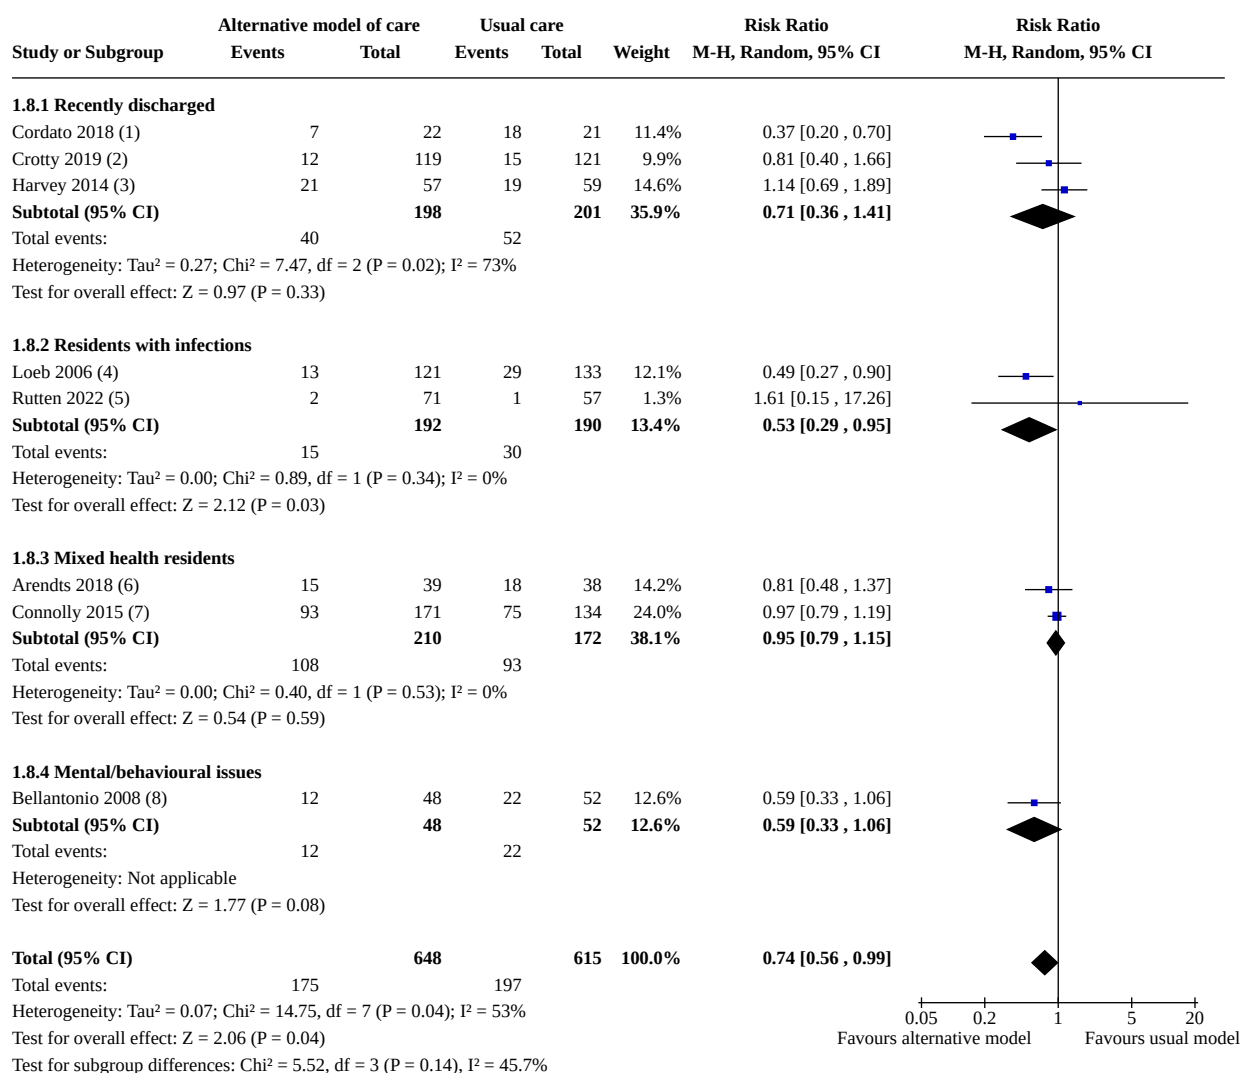 Alternative model of care Usual care Risk Ratio Risk Ratio
Study or Subgroup Events Total Events Total Weight M-H, Random, 95% CI M-H, Random, 95% CI
1.8.1 Recently discharged
Cordato 2018 (1) 7 22 18 21 11.4% 0.37 [0.20 , 0.70]
Crotty 2019 (2) 12 119 15 121 9.9% 0.81 [0.40 , 1.66]
Harvey 2014 (3) 21 57 19 59 14.6% 1.14 [0.69 , 1.89]
Subtotal (95% CI) 198 201 35.9% 0.71 [0.36 , 1.41]
Total events: 40 52
Heterogeneity: Tau² = 0.27; Chi² = 7.47, df = 2 (P = 0.02); I² = 73%
Test for overall effect: Z = 0.97 (P = 0.33)
1.8.2 Residents with infections
Loeb 2006 (4) 13 121 29 133 12.1% 0.49 [0.27 , 0.90]
Rutten 2022 (5) 2 71 1 57 1.3% 1.61 [0.15 , 17.26]
Subtotal (95% CI) 192 190 13.4% 0.53 [0.29 , 0.95]
Total events: 15 30
Heterogeneity: Tau² = 0.00; Chi² = 0.89, df = 1 (P = 0.34); I² = 0%
Test for overall effect: Z = 2.12 (P = 0.03)
1.8.3 Mixed health residents
Arendts 2018 (6) 15 39 18 38 14.2% 0.81 [0.48 , 1.37]
Connolly 2015 (7) 93 171 75 134 24.0% 0.97 [0.79 , 1.19]
Subtotal (95% CI) 210 172 38.1% 0.95 [0.79 , 1.15]
Total events: 108 93
Heterogeneity: Tau² = 0.00; Chi² = 0.40, df = 1 (P = 0.53); I² = 0%
Test for overall effect: Z = 0.54 (P = 0.59)
1.8.4 Mental/behavioural issues
Bellantonio 2008 (8) 12 48 22 52 12.6% 0.59 [0.33 , 1.06]
Subtotal (95% CI) 48 52 12.6% 0.59 [0.33 , 1.06]
Total events: 12 22
Heterogeneity: Not applicable
Test for overall effect: Z = 1.77 (P = 0.08)
Total (95% CI) 648 615 100.0% 0.74 [0.56 , 0.99]
Total events: 175 197
Heterogeneity: Tau² = 0.07; Chi² = 14.75, df = 7 (P = 0.04); I² = 53%
0.05 0.2 1 5 20
Test for overall effect: Z = 2.06 (P = 0.04) Favours alternative model Favours usual model
Test for subgroup differences: Chi² = 5.52, df = 3 (P = 0.14), I² = 45.7%